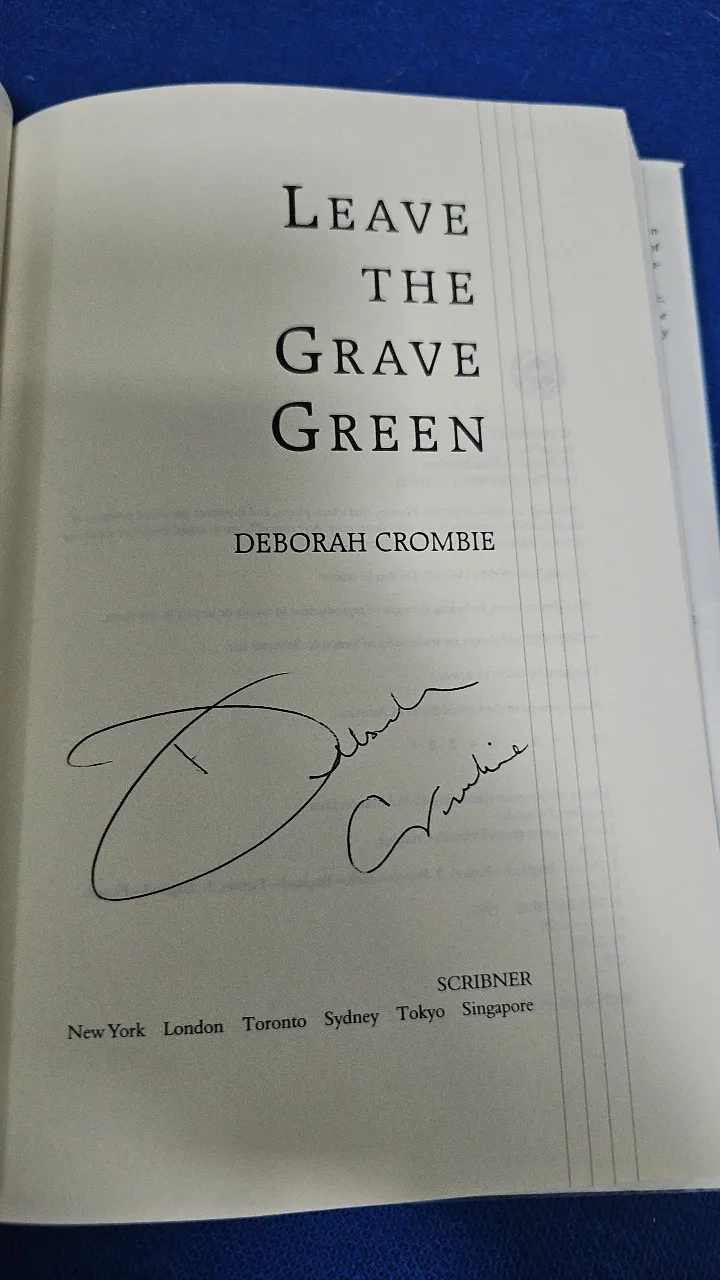 LEAVE
THE
GRAVE
GREEN
DEBORAH CROMBIE
Deborah
Crombie
SCRIBNER
New York London Toronto Sydney Tokyo Singapore